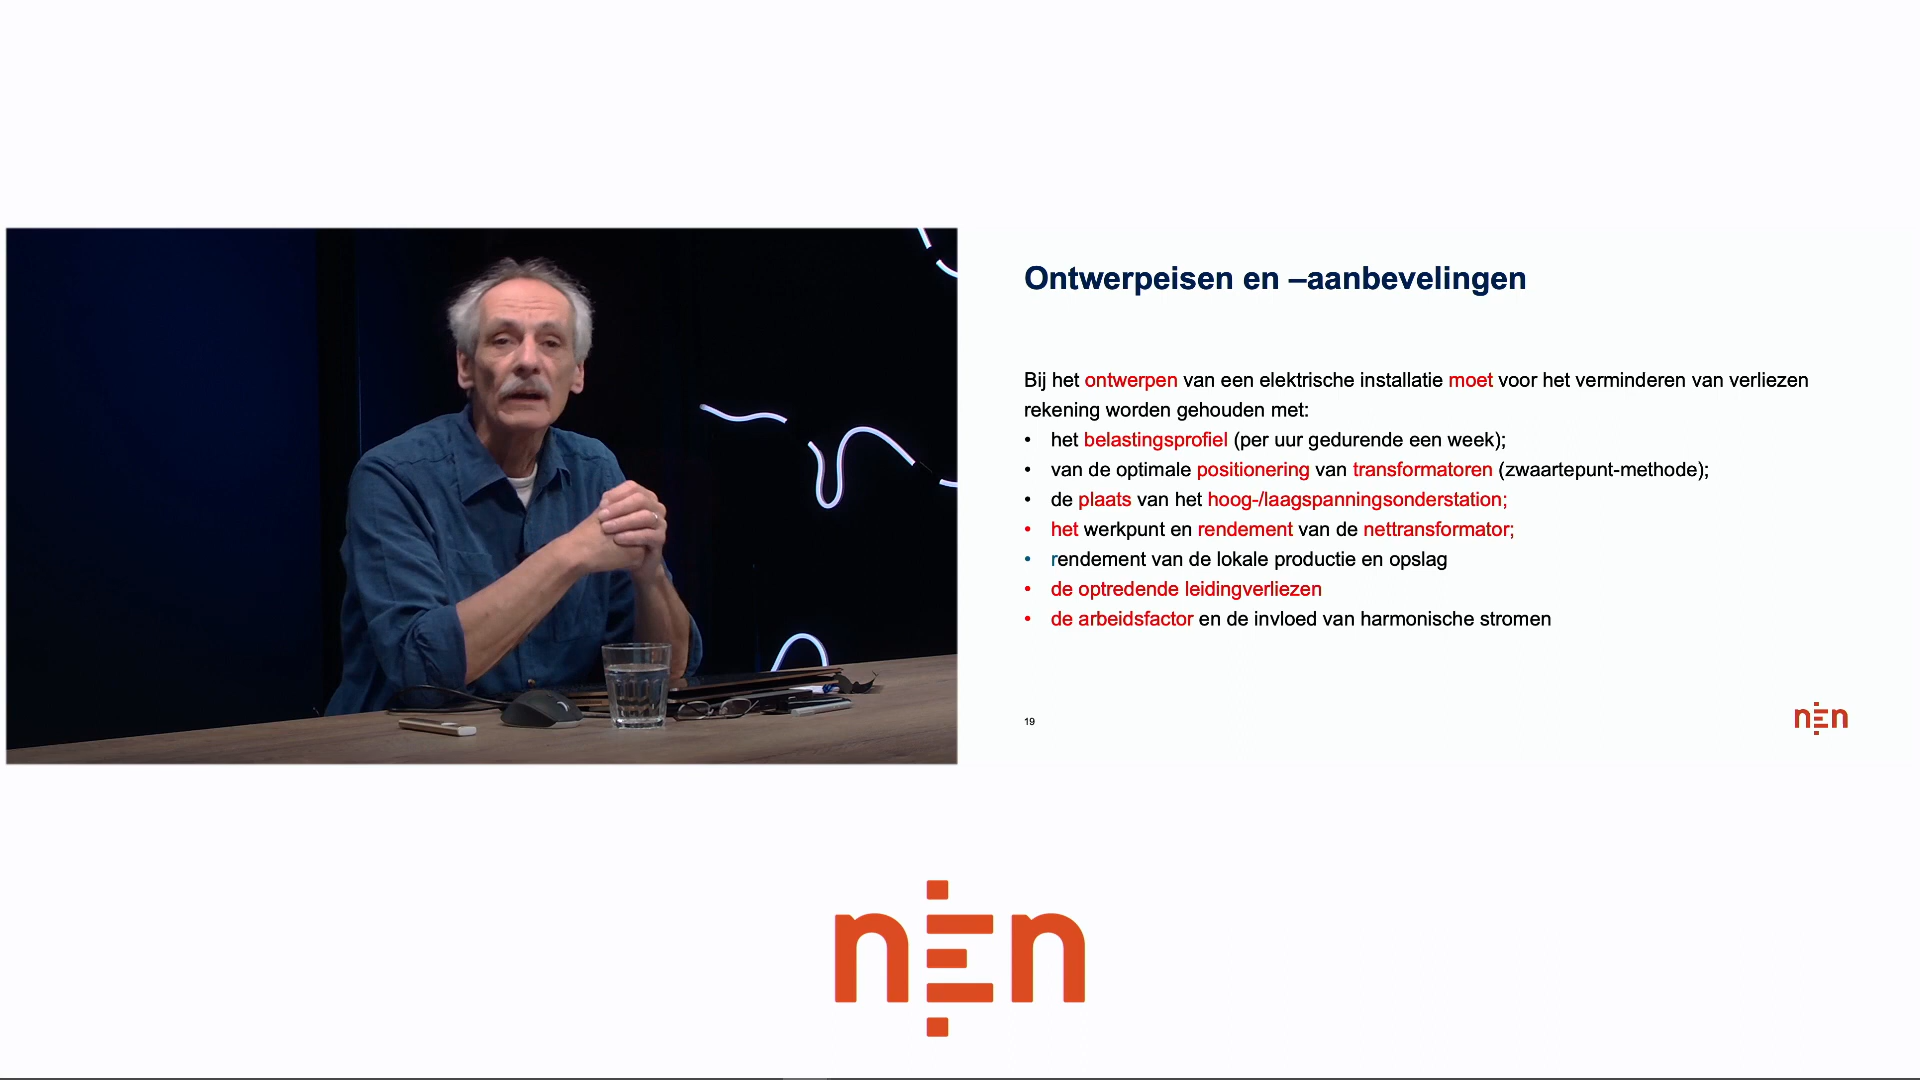 Ontwerpeisen en –aanbevelingen
Bij het ontwerpen van een elektrische installatie moet voor het verminderen van verliezen
rekening worden gehouden met:
• het belastingsprofiel (per uur gedurende een week);
• van de optimale positionering van transformatoren (zwaartepunt-methode);
• de plaats van het hoog-/laagspanningsonderstation;
• het werkpunt en rendement van de nettransformator;
• rendement van de lokale productie en opslag
• de optredende leidingverliezen
• de arbeidsfactor en de invloed van harmonische stromen
19
nen
nen